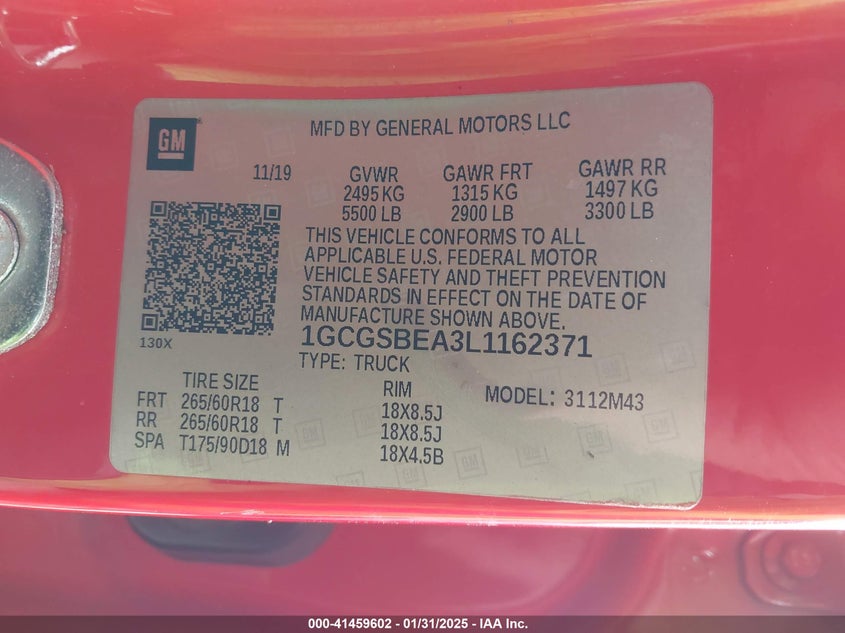 GM
MFD BY GENERAL MOTORS LLC
11/19 GVWR GAWR FRT GAWR RR
2495 KG 1315 KG 1497 KG
5500 LB 2900 LB 3300 LB
THIS VEHICLE CONFORMS TO ALL
APPLICABLE U.S. FEDERAL MOTOR
VEHICLE SAFETY AND THEFT PREVENTION
STANDARDS IN EFFECT ON THE DATE OF
MANUFACTURE SHOWN ABOVE.
130X
1GCGSBEA3L1162371
TYPE: TRUCK
TIRE SIZE RIM MODEL: 3112M43
FRT 265/60R18 T 18X8.5J
RR 265/60R18 T 18X8.5J
SPA T175/90D18 M 18X4.5B
000-41459602 - 01/31/2025 - IAA Inc.